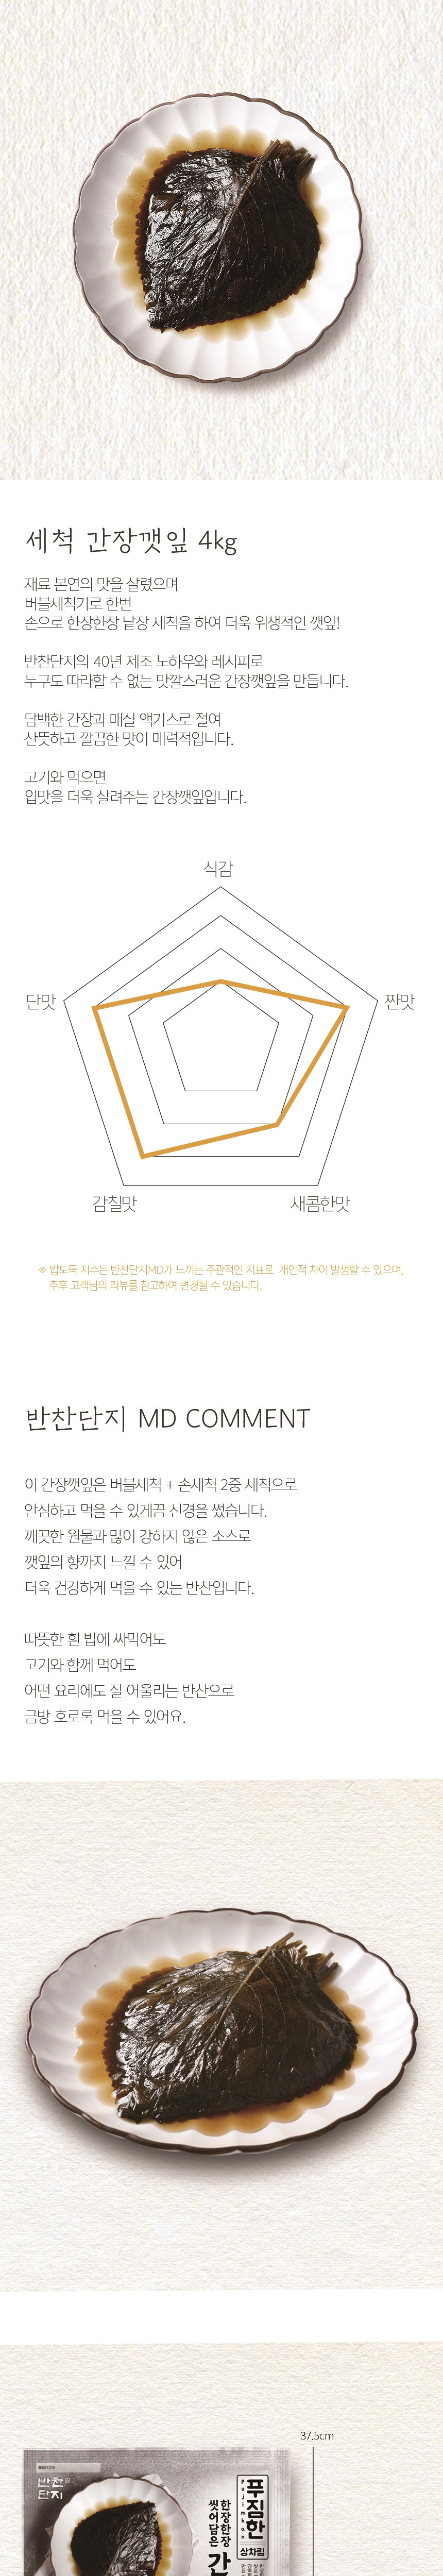 세척 간장깻잎 4kg
재료 본연의 맛을 살렸으며
버블세척기로 한번
손으로 한장한장 낱장 세척을 하여 더욱 위생적인 깻잎!
반찬단지의 40년 제조 노하우와 레시피로
누구도 따라할 수 없는 맛깔스러운 간장깻잎을 만듭니다.
담백한 간장과 매실 액기스로 절여
산뜻하고 깔끔한 맛이 매력적입니다.
고기와 먹으면
입맛을 더욱 살려주는 간장깻잎입니다.
식감
단맛
짠맛
감칠맛
새콤한맛
※ 밥도둑 지수는 반찬단지MD가 느끼는 주관적인 지표로 개인적 차이 발생할 수 있으며,
추후 고객님의 리뷰를 참고하여 변경될 수 있습니다.
반찬단지 MD COMMENT
이 간장깻잎은 버블세척 + 손세척 2중 세척으로
안심하고 먹을 수 있게끔 신경을 썼습니다.
깨끗한 원물과 많이 강하지 않은 소스로
깻잎의 향까지 느낄 수 있어
더욱 건강하게 먹을 수 있는 반찬입니다.
따뜻한 흰 밥에 싸먹어도
고기와 함께 먹어도
어떤 요리에도 잘 어울리는 반찬으로
금방 호로록 먹을 수 있어요.
37.5cm
반찬
단지
푸짐한
상차림
한장한장
씻어담은
간